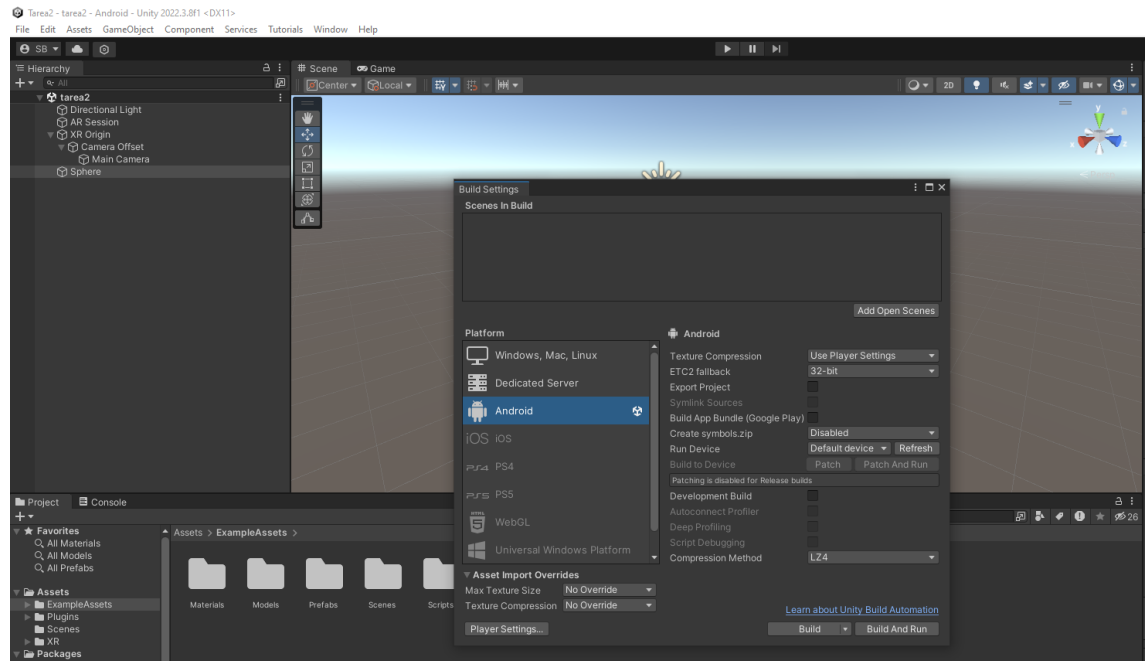 Tarea2 - tarea2 - Android - Unity 2022.3.8f1 <DX11>
File Edit Assets GameObject Component Services Tutorials Window Help
SB
Hierarchy
All
tarea2
Directional Light
AR Session
XR Origin
Camera Offset
Main Camera
Sphere
Scene Game
Center Local
2D
y
x
Build Settings
Scenes In Build
Add Open Scenes
Platform
Windows, Mac, Linux
Dedicated Server
Android
iOS iOS
PS4 PS4
PS5 PS5
HTML 5 WebGL
Universal Windows Platform
Android
Texture Compression Use Player Settings
ETC2 fallback 32-bit
Export Project
Symlink Sources
Build App Bundle (Google Play)
Create symbols.zip Disabled
Run Device Default device Refresh
Build to Device Patch Patch And Run
Patching is disabled for Release builds
Development Build
Autoconnect Profiler
Deep Profiling
Script Debugging
Compression Method LZ4
Asset Import Overrides
Max Texture Size No Override
Texture Compression No Override
Learn about Unity Build Automation
Player Settings... Build Build And Run
Project Console
26
Favorites
All Materials
All Models
All Prefabs
Assets
ExampleAssets
Plugins
Scenes
XR
Packages
Assets > ExampleAssets >
Materials Models Prefabs Scenes Scripts